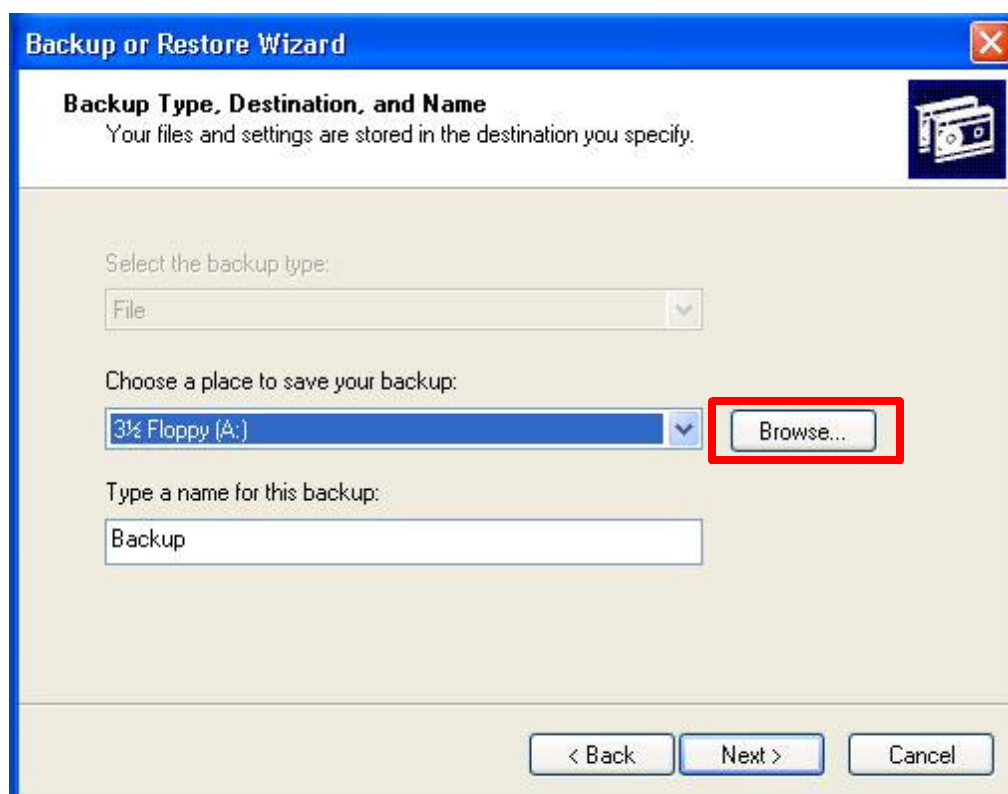 Backup or Restore Wizard
Backup Type, Destination, and Name
Your files and settings are stored in the destination you specify.
Select the backup type:
File
Choose a place to save your backup:
3½ Floppy (A:)
Browse...
Type a name for this backup:
Backup
< Back
Next >
Cancel